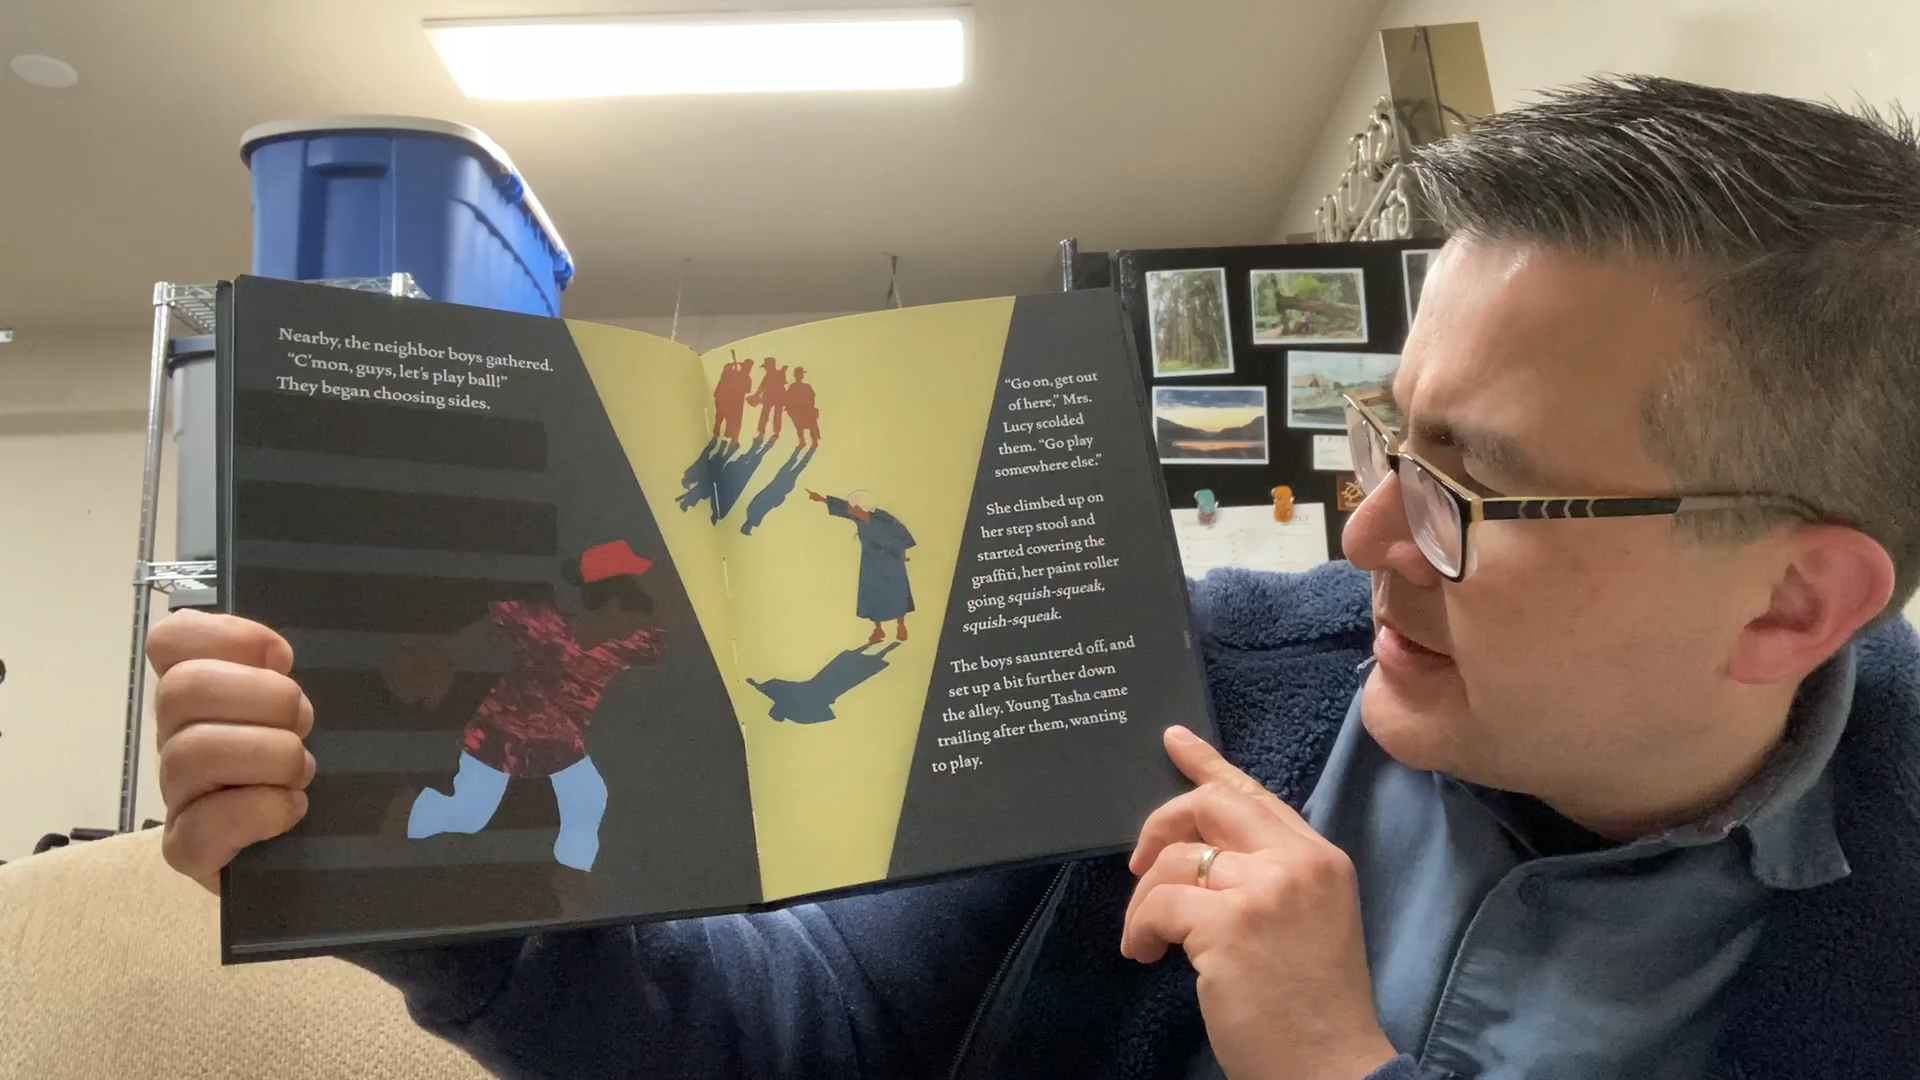 Nearby, the neighbor boys gathered.
“C’mon, guys, let’s play ball!”
They began choosing sides.
“Go on, get out
of here,” Mrs.
Lucy scolded
them. “Go play
somewhere else.”
She climbed up on
her step stool and
started covering the
graffiti, her paint roller
going squish-squeak,
squish-squeak.
The boys sauntered off, and
set up a bit further down
the alley. Young Tasha came
trailing after them, wanting
to play.